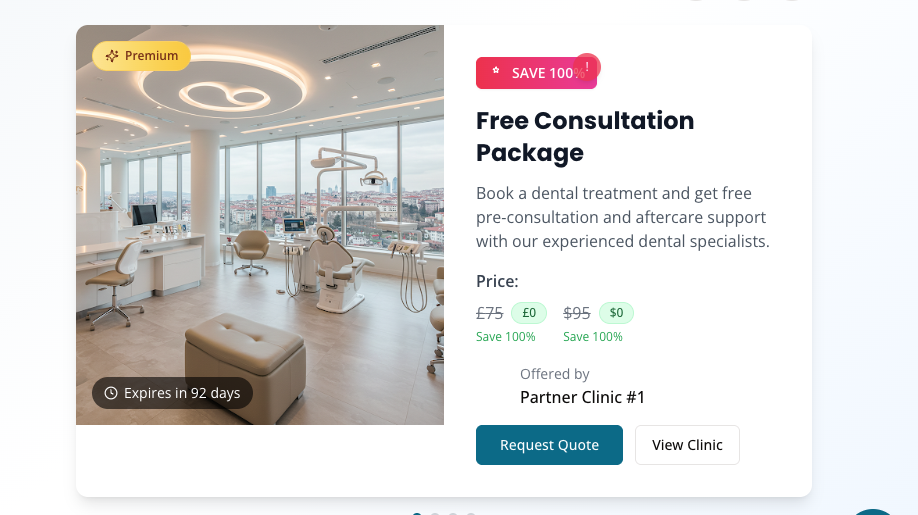 Premium
SAVE 100%
!
Free Consultation
Package
Book a dental treatment and get free
pre-consultation and aftercare support
with our experienced dental specialists.
Price:
£75 £0 $95 $0
Save 100% Save 100%
Offered by
Partner Clinic #1
Expires in 92 days
Request Quote View Clinic